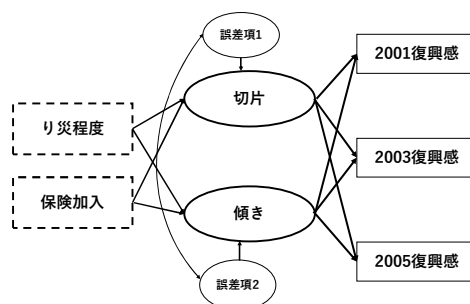 誤差項1
2001復興感
切片
り災程度
2003復興感
保険加入
傾き
2005復興感
誤差項2